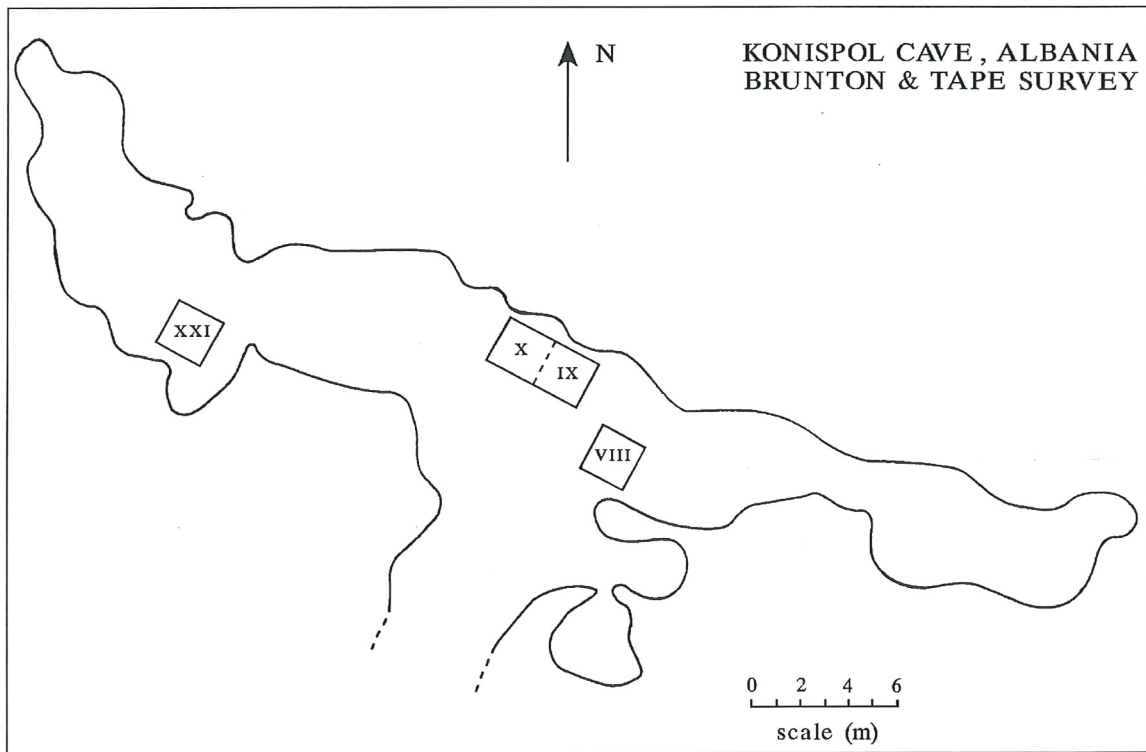 N
KONISPOL CAVE, ALBANIA
BRUNTON & TAPE SURVEY
XXI
X
IX
VIII
0 2 4 6
scale (m)